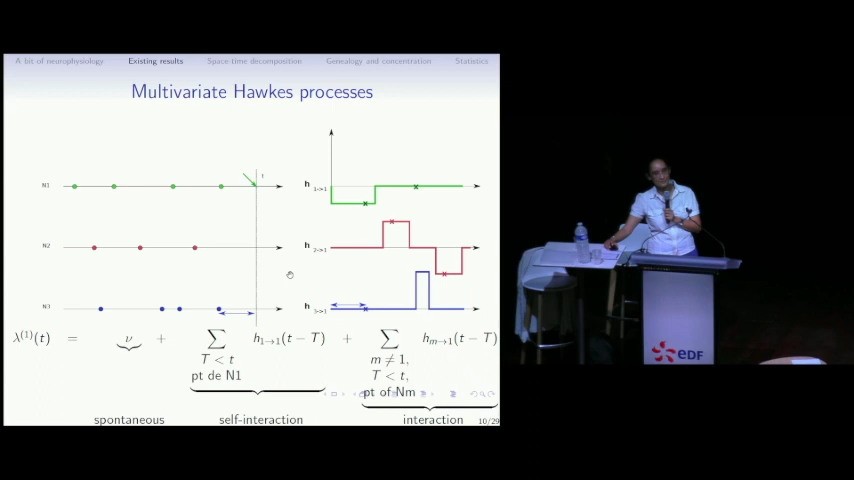 A bit of neurophysiology Existing results Space-time decomposition Genealogy and concentration Statistics
Multivariate Hawkes processes
N1
t
h 1->1
N2
h 2->1
N3
h 3->1
λ⁽¹⁾(t) = ν + ∑ h₁→₁(t − T) + ∑ hₘ→₁(t − T)
T < t
pt de N1
m ≠ 1,
T < t,
pt of Nm
spontaneous self-interaction interaction
10/29
eDF